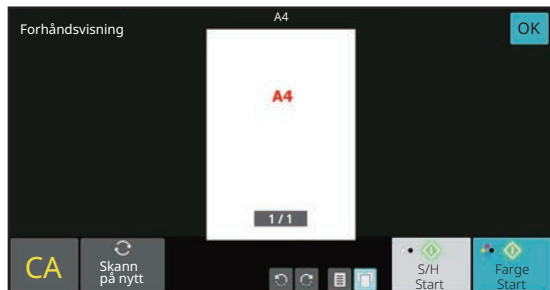 A4
Forhåndsvisning
OK
A4
1 / 1
CA
Skann
på nytt
S/H
Start
Farge
Start